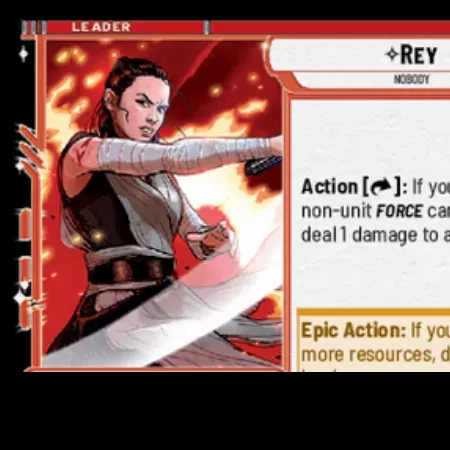 LEADER
REY
NOBODY
Action [ ]: If you
non-unit FORCE car
deal 1 damage to a
Epic Action: If you
more resources, d